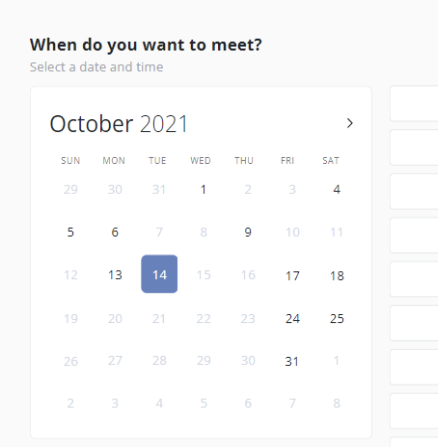 When do you want to meet?
Select a date and time
October 2021
SUN MON TUE WED THU FRI SAT
29 30 31 1 2 3 4
5 6 7 8 9 10 11
12 13 14 15 16 17 18
19 20 21 22 23 24 25
26 27 28 29 30 31 1
2 3 4 5 6 7 8